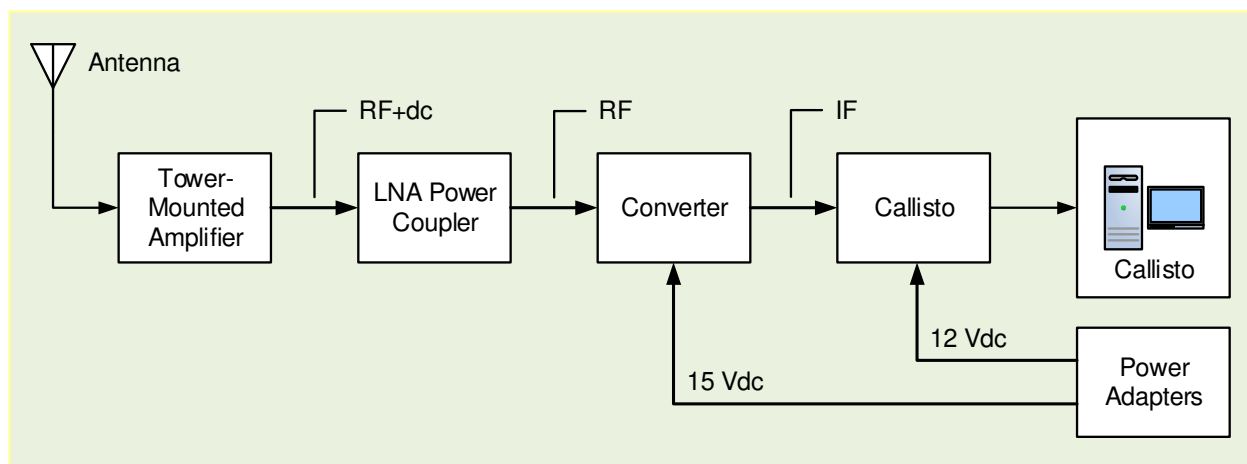 Antenna
RF+dc
RF
IF
Tower-
Mounted
Amplifier
LNA Power
Coupler
Converter
Callisto
Callisto
12 Vdc
15 Vdc
Power
Adapters